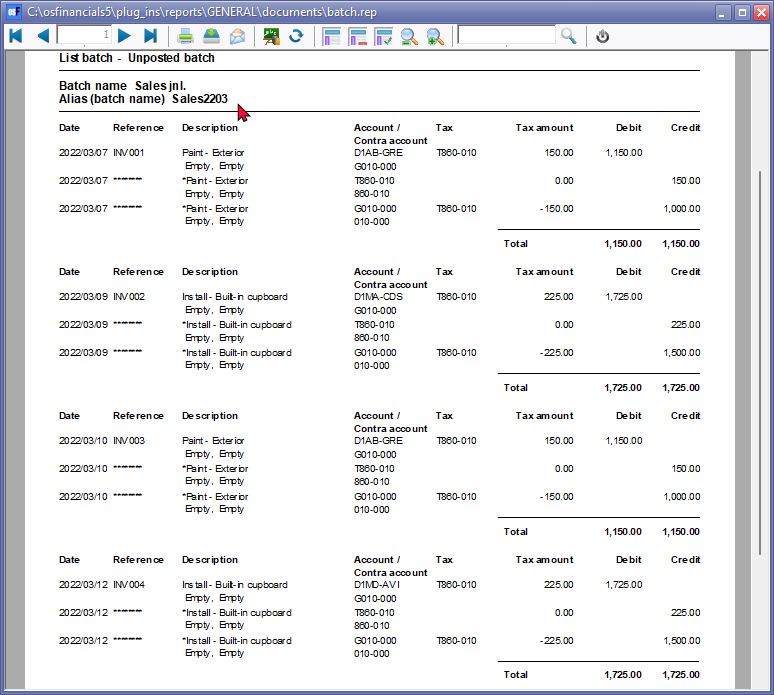 C:\osfinancials5\plug_ins\reports\GENERAL\documents\batch.rep
1
List batch - Unposted batch
Batch name Sales jnl.
Alias (batch name) Sales2203
Date Reference Description Account / Contra account Tax Tax amount Debit Credit
2022/03/07 INV001 Paint - Exterior D1AB-GRE T860-010 150.00 1,150.00
Empty, Empty G010-000
2022/03/07 ******** *Paint - Exterior T860-010 0.00 150.00
Empty, Empty 860-010
2022/03/07 ******** *Paint - Exterior G010-000 T860-010 -150.00 1,000.00
Empty, Empty 010-000
Total 1,150.00 1,150.00
Date Reference Description Account / Contra account Tax Tax amount Debit Credit
2022/03/09 INV002 Install - Built-in cupboard D1MA-CDS T860-010 225.00 1,725.00
Empty, Empty G010-000
2022/03/09 ******** *Install - Built-in cupboard T860-010 0.00 225.00
Empty, Empty 860-010
2022/03/09 ******** *Install - Built-in cupboard G010-000 T860-010 -225.00 1,500.00
Empty, Empty 010-000
Total 1,725.00 1,725.00
Date Reference Description Account / Contra account Tax Tax amount Debit Credit
2022/03/10 INV003 Paint - Exterior D1AB-GRE T860-010 150.00 1,150.00
Empty, Empty G010-000
2022/03/10 ******** *Paint - Exterior T860-010 0.00 150.00
Empty, Empty 860-010
2022/03/10 ******** *Paint - Exterior G010-000 T860-010 -150.00 1,000.00
Empty, Empty 010-000
Total 1,150.00 1,150.00
Date Reference Description Account / Contra account Tax Tax amount Debit Credit
2022/03/12 INV004 Install - Built-in cupboard D1MD-AVI T860-010 225.00 1,725.00
Empty, Empty G010-000
2022/03/12 ******** *Install - Built-in cupboard T860-010 0.00 225.00
Empty, Empty 860-010
2022/03/12 ******** *Install - Built-in cupboard G010-000 T860-010 -225.00 1,500.00
Empty, Empty 010-000
Total 1,725.00 1,725.00